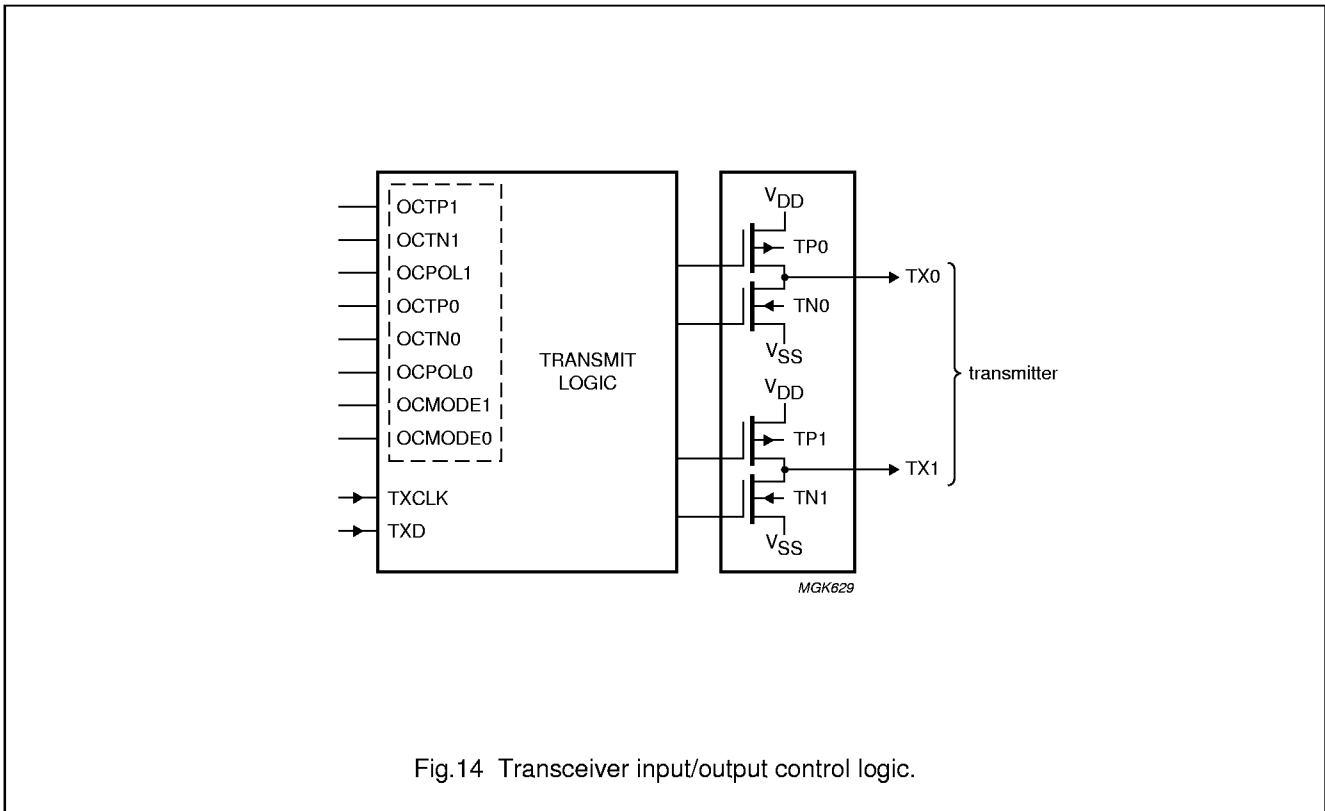 OCTP1
OCTN1
OCPOL1
OCTP0
OCTN0
OCPOL0
OCMODE1
OCMODE0
TXCLK
TXD
TRANSMIT
LOGIC
VDD
TP0
TX0
TN0
VSS
VDD
TP1
TX1
TN1
VSS
transmitter
MGK629
Fig.14 Transceiver input/output control logic.